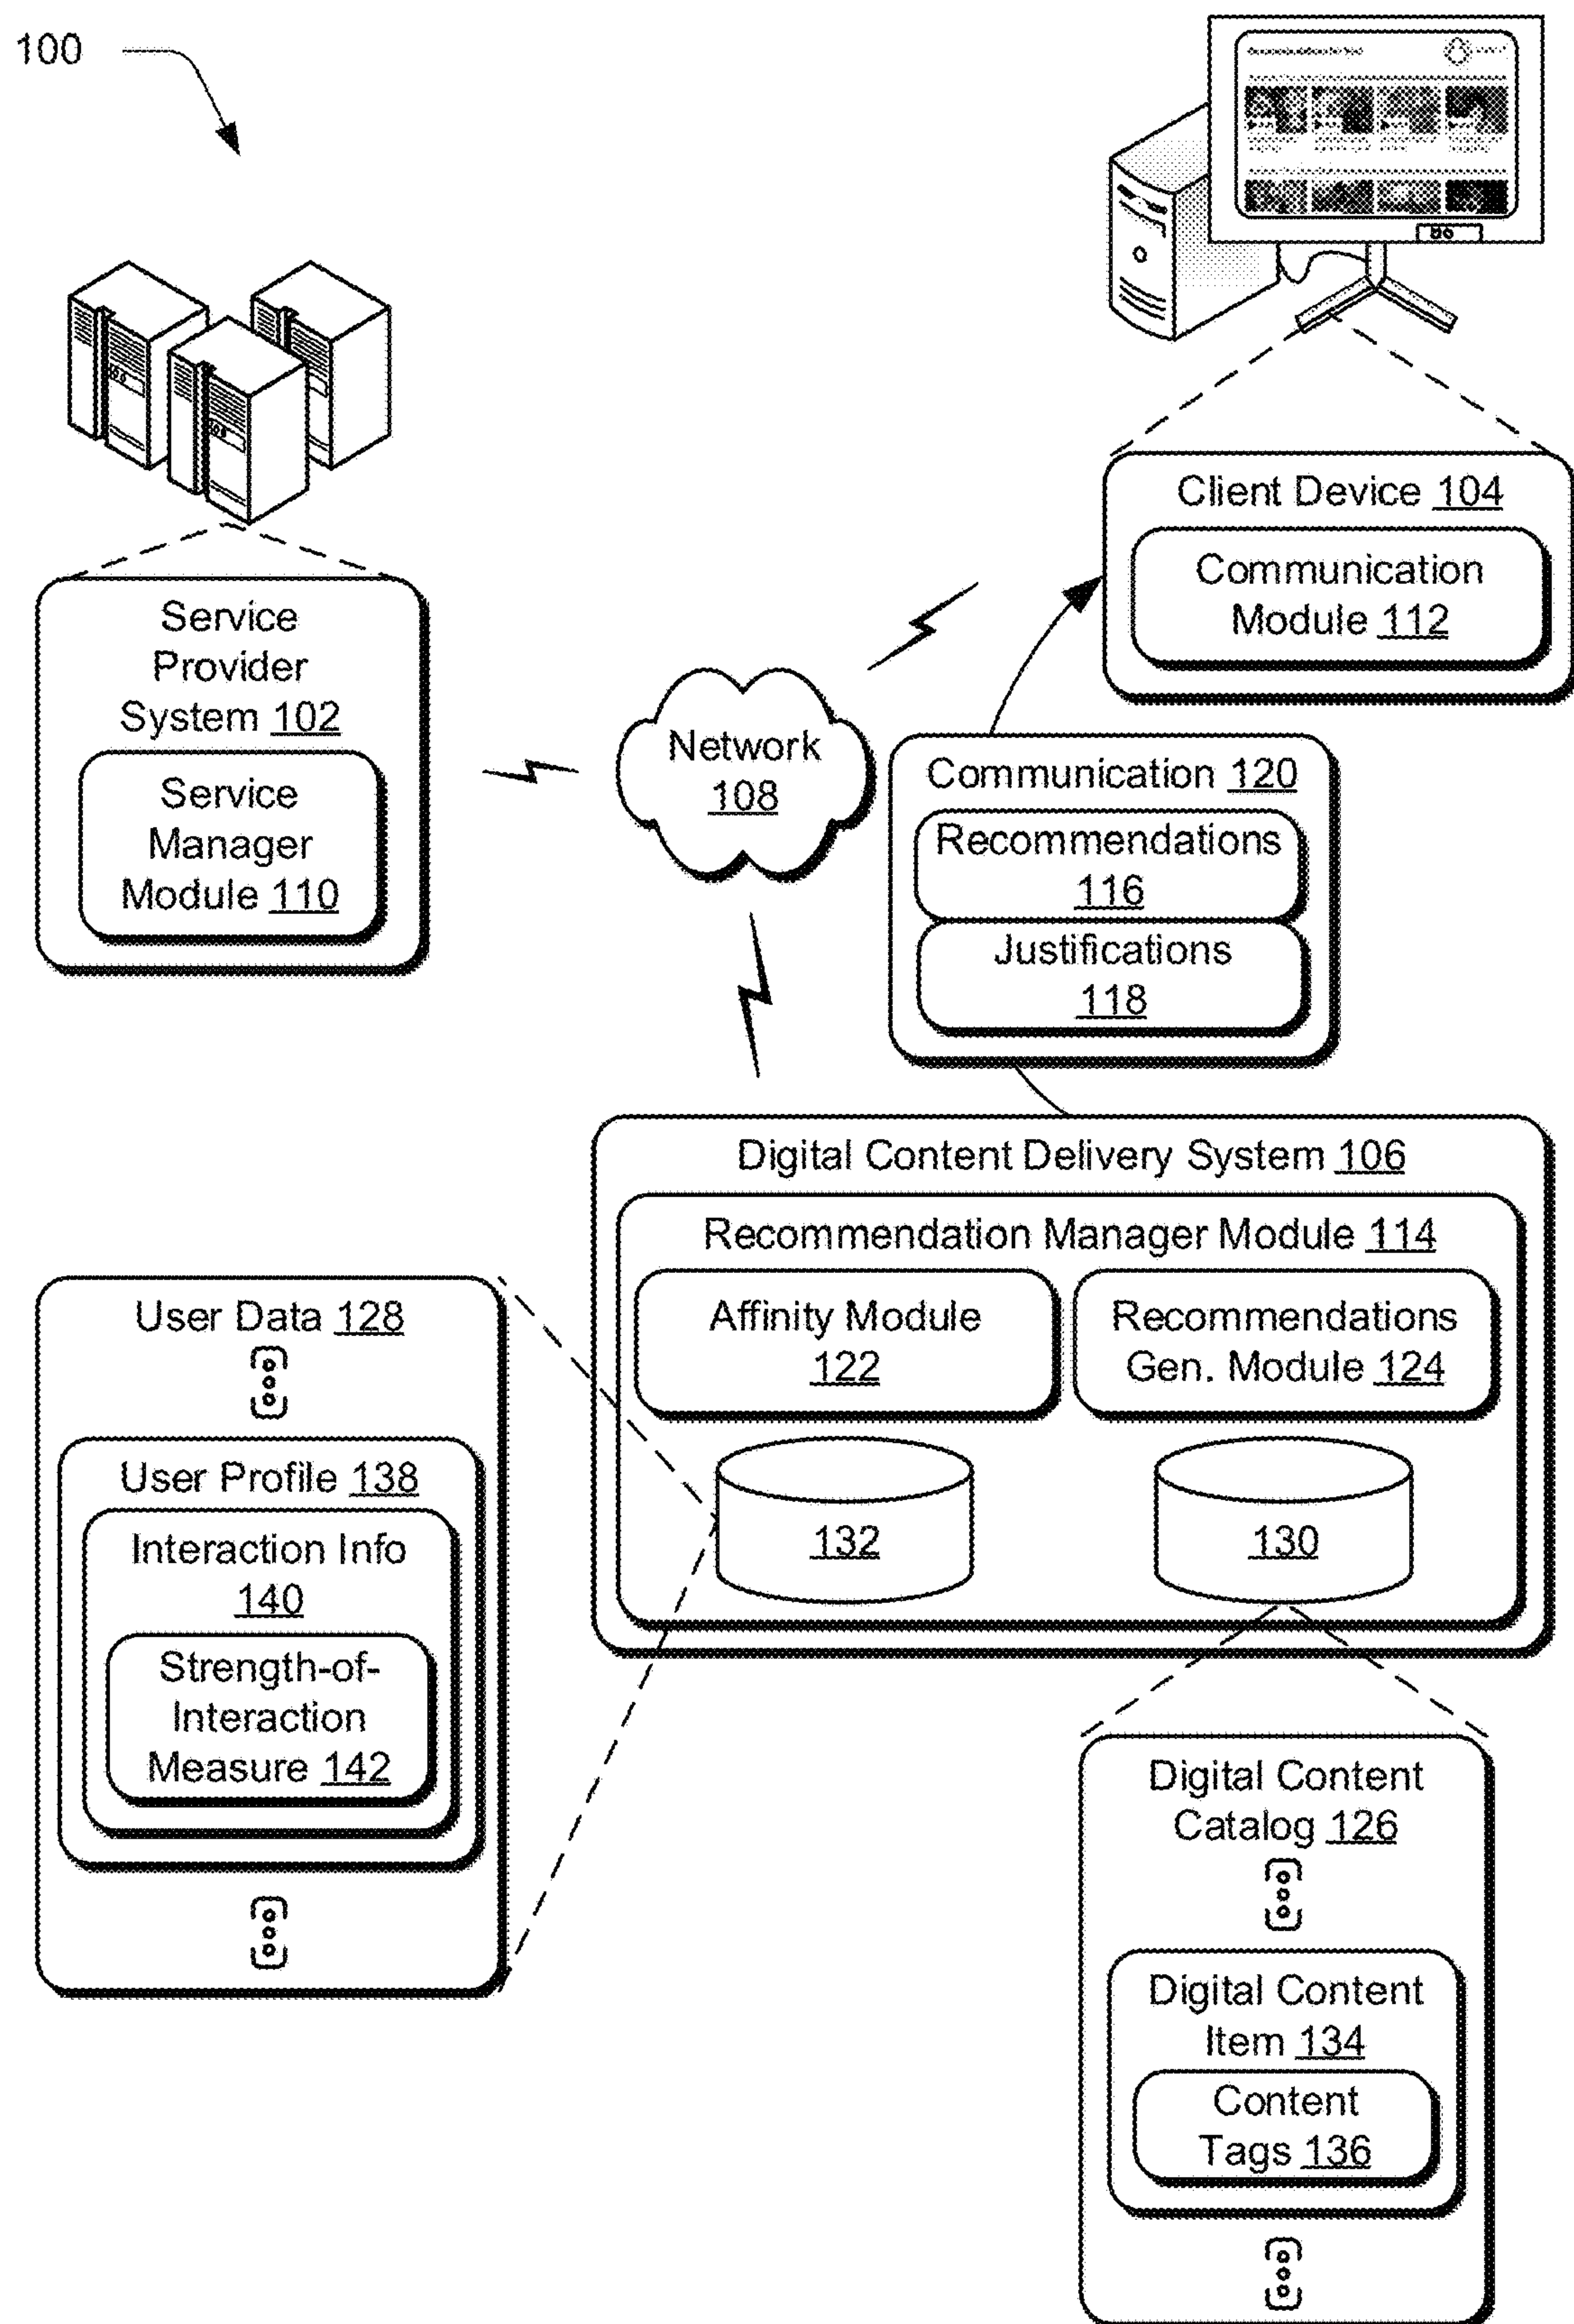 100
Client Device 104
Communication
Module 112
Service
Provider
System 102
Service
Manager
Module 110
Network
108
Communication 120
Recommendations
116
Justifications
118
Digital Content Delivery System 106
Recommendation Manager Module 114
Affinity Module
122
Recommendations
Gen. Module 124
132
130
User Data 128
User Profile 138
Interaction Info
140
Strength-of-
Interaction
Measure 142
Digital Content
Catalog 126
Digital Content
Item 134
Content
Tags 136